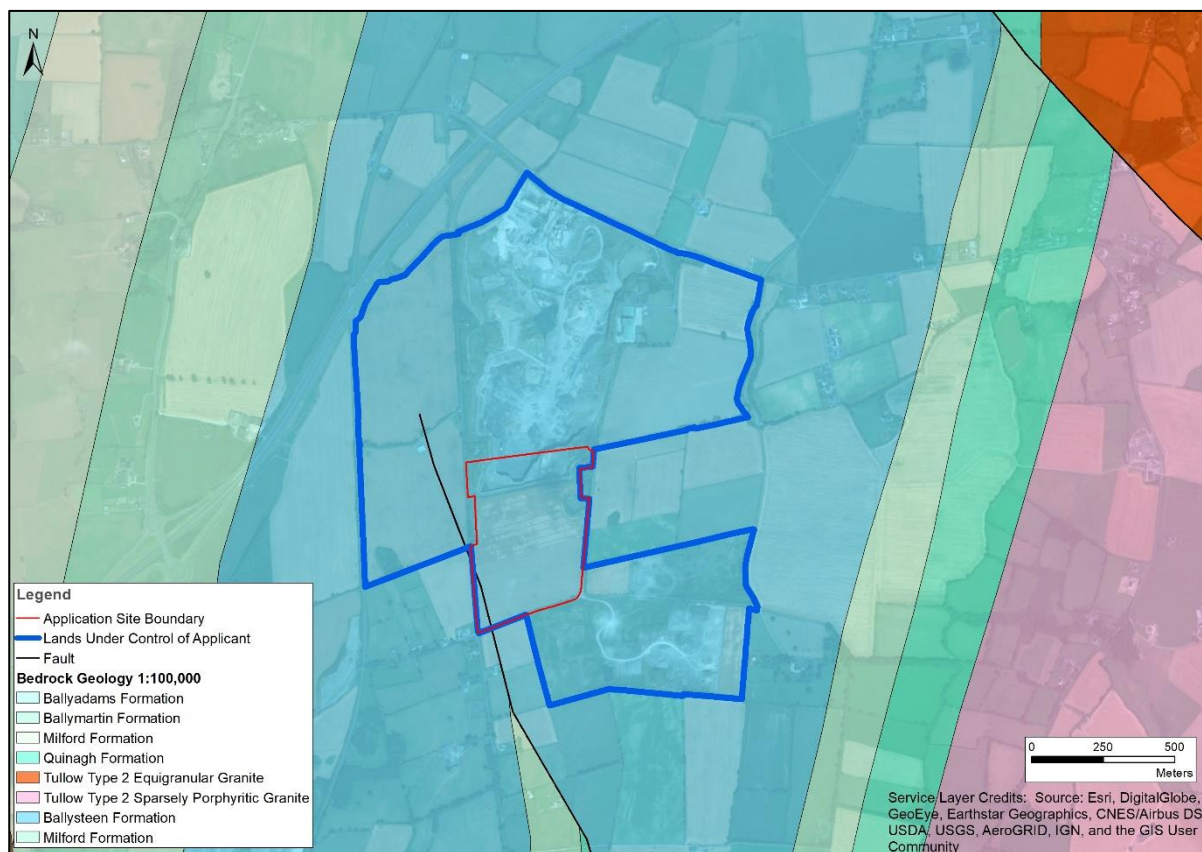 N
Legend
Application Site Boundary
Lands Under Control of Applicant
Fault
Bedrock Geology 1:100,000
Ballyadams Formation
Ballymartin Formation
Milford Formation
Quinagh Formation
Tullow Type 2 Equigranular Granite
Tullow Type 2 Sparsely Porphyritic Granite
Ballysteen Formation
Milford Formation
0 250 500
Meters
Service Layer Credits: Source: Esri, DigitalGlobe,
GeoEye, Earthstar Geographics, CNES/Airbus DS,
USDA, USGS, AeroGRID, IGN, and the GIS User
Community